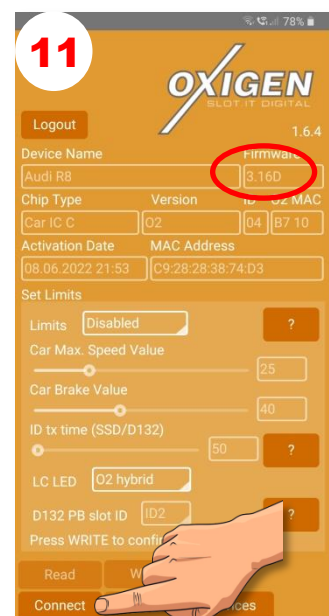 11
78%
OXIGEN
SLOT IT DIGITAL
Logout
1.6.4
Device Name Firmware
Audi R8 3.16D
Chip Type Version ID O2 MAC
Car IC C O2 04 B7 10
Activation Date MAC Address
08.06.2022 21:53 C9:28:28:38:74:D3
Set Limits
Limits Disabled ?
Car Max. Speed Value
25
Car Brake Value
40
ID tx time (SSD/D132)
50 ?
LC LED O2 hybrid
D132 PB slot ID ID2 ?
Press WRITE to
Read
Connect